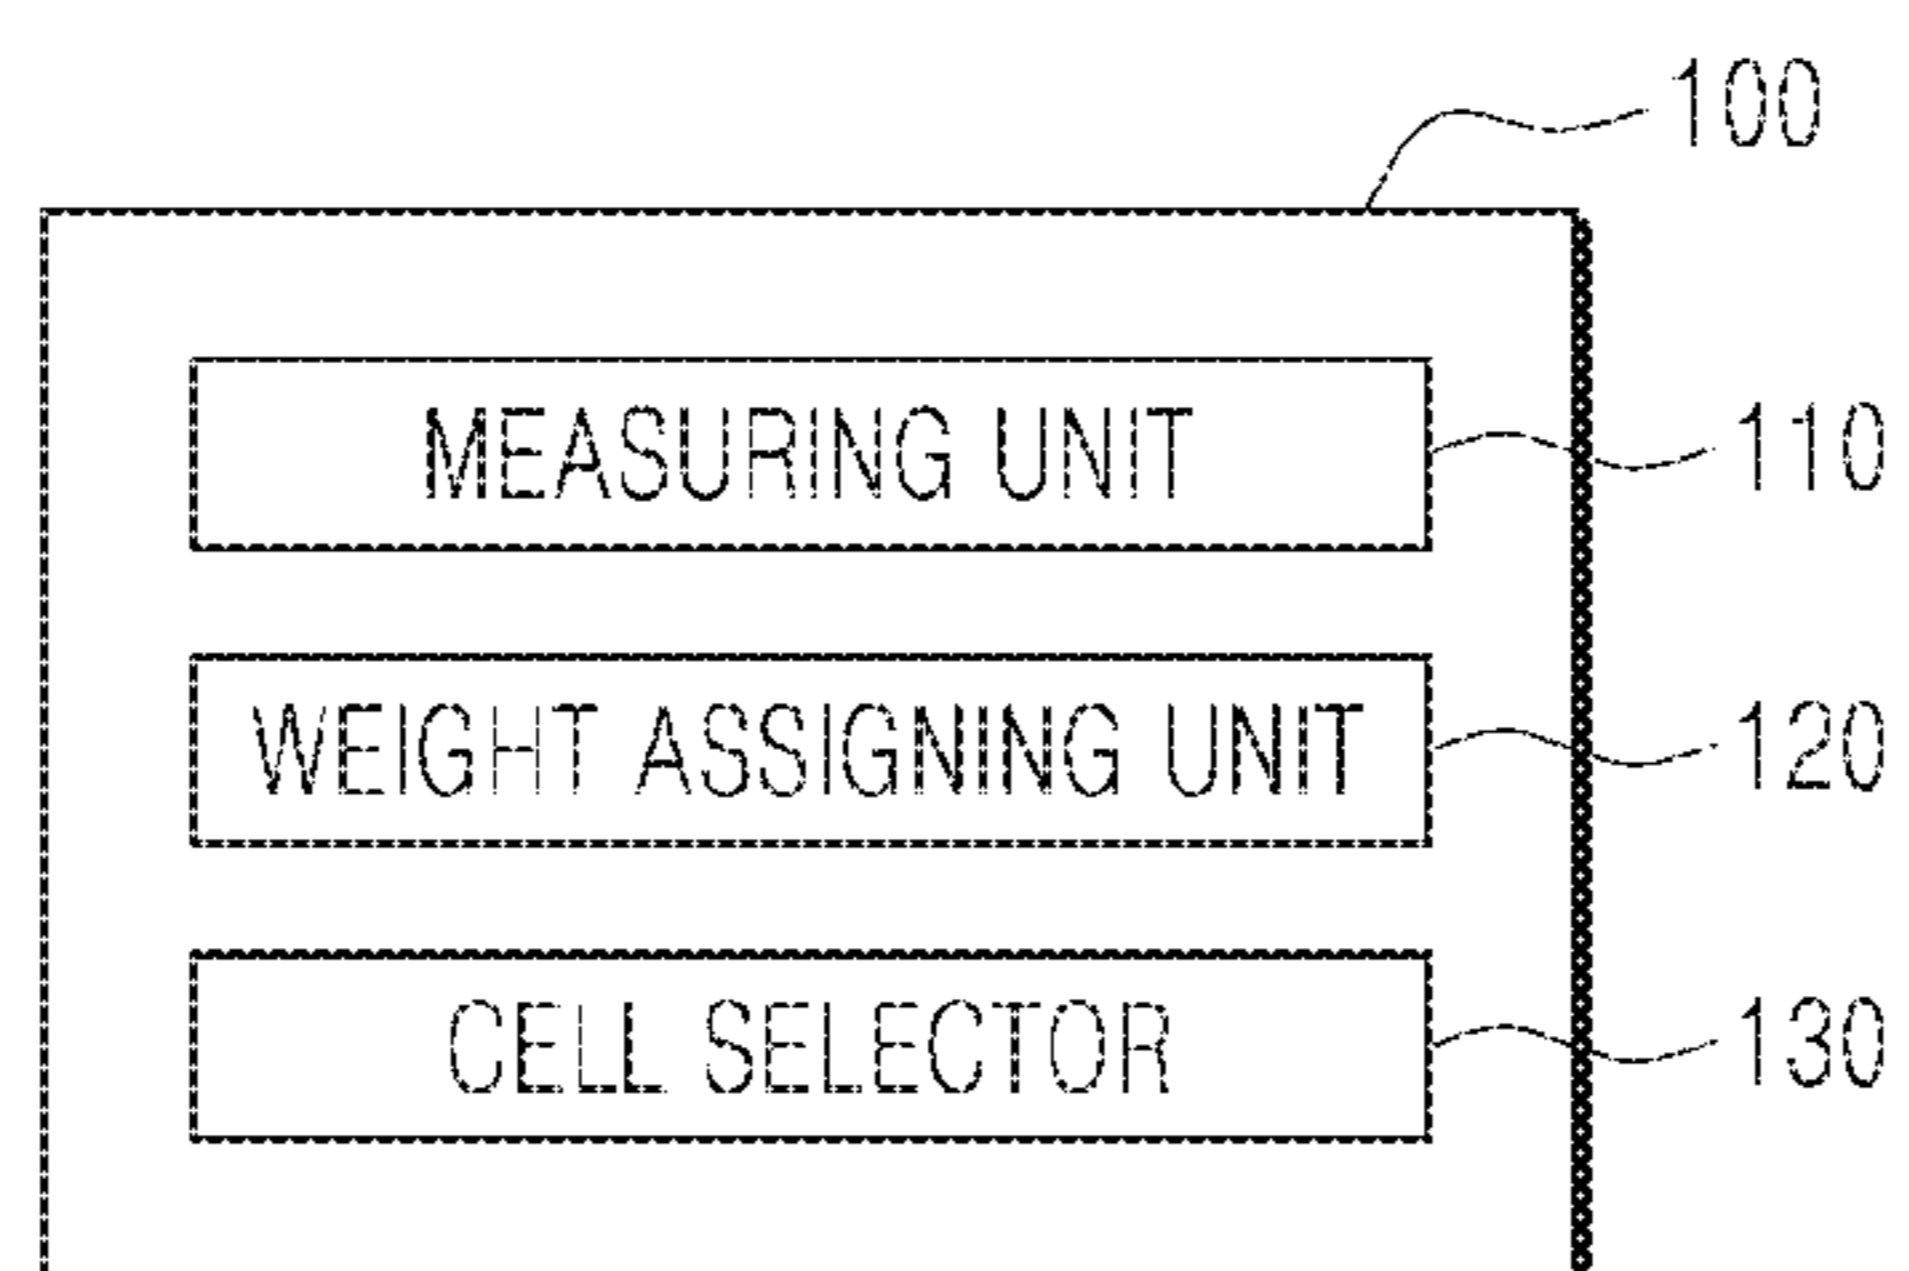 100
MEASURING UNIT 110
WEIGHT ASSIGNING UNIT 120
CELL SELECTOR 130